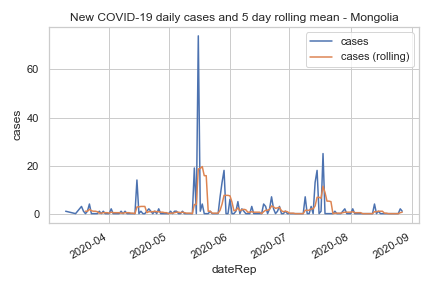 New COVID-19 daily cases and 5 day rolling mean - Mongolia
cases
cases (rolling)
cases
60
40
20
0
2020-04
2020-05
2020-06
2020-07
2020-08
2020-09
dateRep